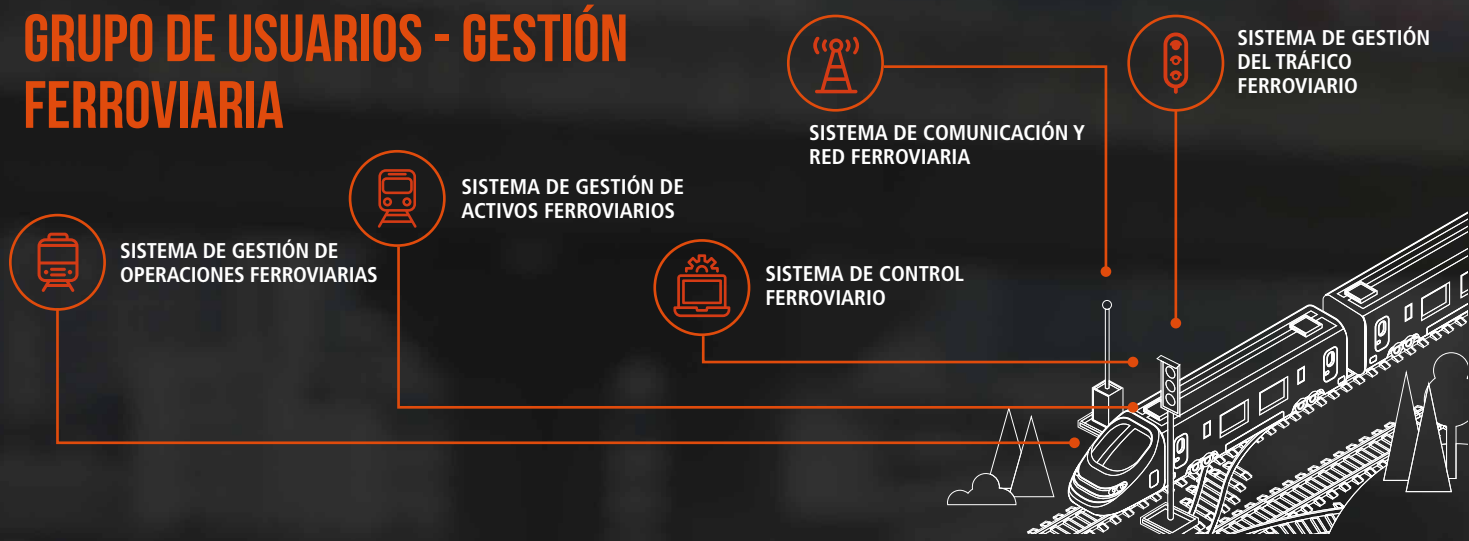 GRUPO DE USUARIOS - GESTIÓN
FERROVIARIA
SISTEMA DE GESTIÓN DE
OPERACIONES FERROVIARIAS
SISTEMA DE GESTIÓN DE
ACTIVOS FERROVIARIOS
SISTEMA DE CONTROL
FERROVIARIO
SISTEMA DE COMUNICACIÓN Y
RED FERROVIARIA
SISTEMA DE GESTIÓN
DEL TRÁFICO
FERROVIARIO